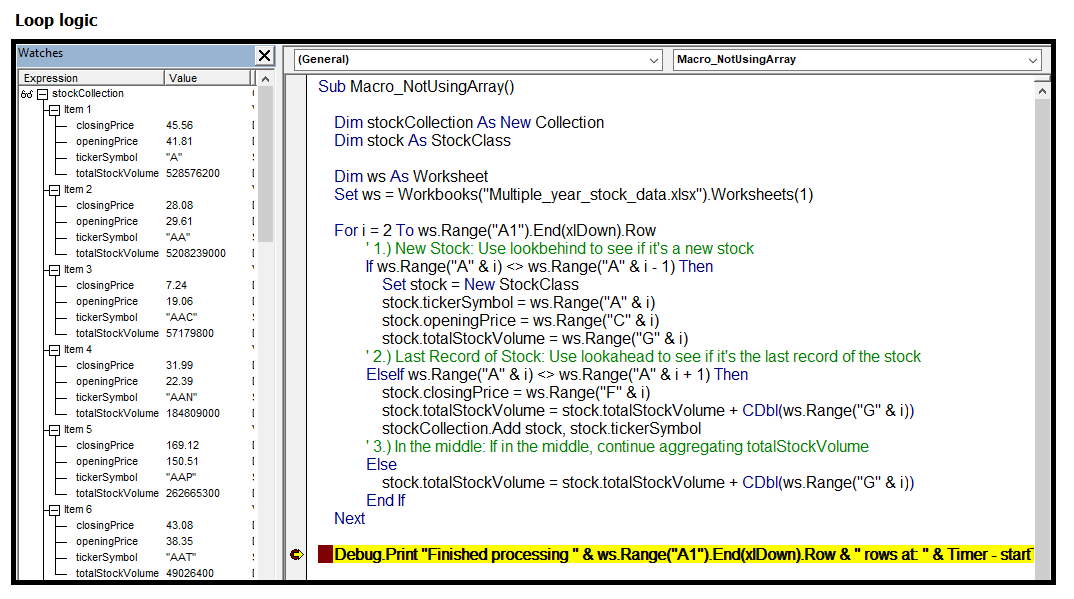 Loop logic
Watches
Expression Value
stockCollection
Item 1
closingPrice 45.56
openingPrice 41.81
tickerSymbol "A"
totalStockVolume 528576200
Item 2
closingPrice 28.08
openingPrice 29.61
tickerSymbol "AA"
totalStockVolume 5208239000
Item 3
closingPrice 7.24
openingPrice 19.06
tickerSymbol "AAC"
totalStockVolume 57179800
Item 4
closingPrice 31.99
openingPrice 22.39
tickerSymbol "AAN"
totalStockVolume 184809000
Item 5
closingPrice 169.12
openingPrice 150.51
tickerSymbol "AAP"
totalStockVolume 262665300
Item 6
closingPrice 43.08
openingPrice 38.35
tickerSymbol "AAT"
totalStockVolume 49026400
(General) Macro_NotUsingArray
Sub Macro_NotUsingArray()
Dim stockCollection As New Collection
Dim stock As StockClass
Dim ws As Worksheet
Set ws = Workbooks("Multiple_year_stock_data.xlsx").Worksheets(1)
For i = 2 To ws.Range("A1").End(xlDown).Row
' 1.) New Stock: Use lookbehind to see if it's a new stock
If ws.Range("A" & i) <> ws.Range("A" & i - 1) Then
Set stock = New StockClass
stock.tickerSymbol = ws.Range("A" & i)
stock.openingPrice = ws.Range("C" & i)
stock.totalStockVolume = ws.Range("G" & i)
' 2.) Last Record of Stock: Use lookahead to see if it's the last record of the stock
ElseIf ws.Range("A" & i) <> ws.Range("A" & i + 1) Then
stock.closingPrice = ws.Range("F" & i)
stock.totalStockVolume = stock.totalStockVolume + CDbl(ws.Range("G" & i))
stockCollection.Add stock, stock.tickerSymbol
' 3.) In the middle: If in the middle, continue aggregating totalStockVolume
Else
stock.totalStockVolume = stock.totalStockVolume + CDbl(ws.Range("G" & i))
End If
Next
Debug.Print "Finished processing " & ws.Range("A1").End(xlDown).Row & " rows at: " & Timer - start